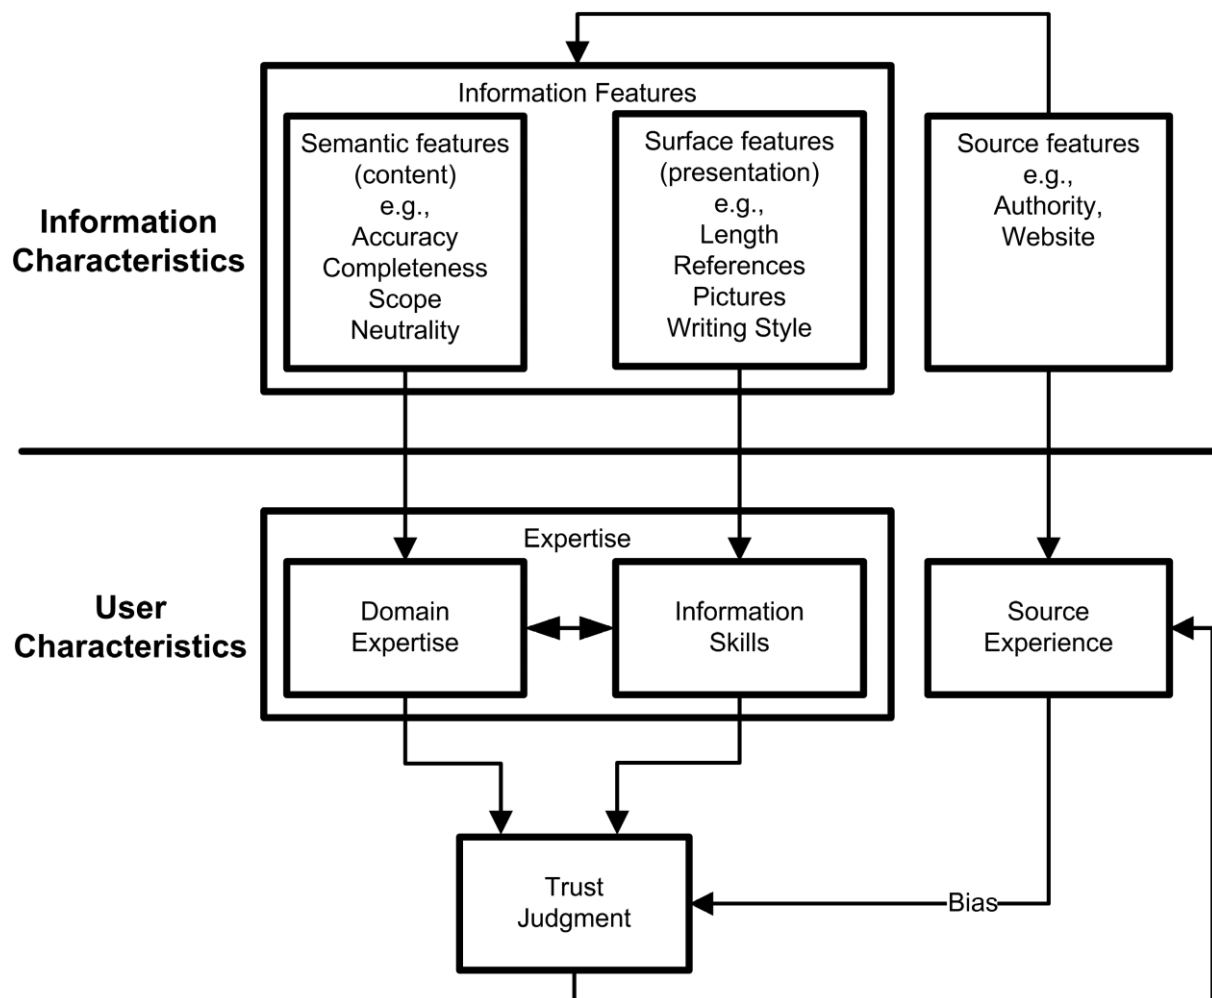 Information Features
Semantic features
(content)
e.g.,
Accuracy
Completeness
Scope
Neutrality
Surface features
(presentation)
e.g.,
Length
References
Pictures
Writing Style
Source features
e.g.,
Authority,
Website
Information
Characteristics
Expertise
Domain
Expertise
Information
Skills
Source
Experience
User
Characteristics
Trust
Judgment
Bias